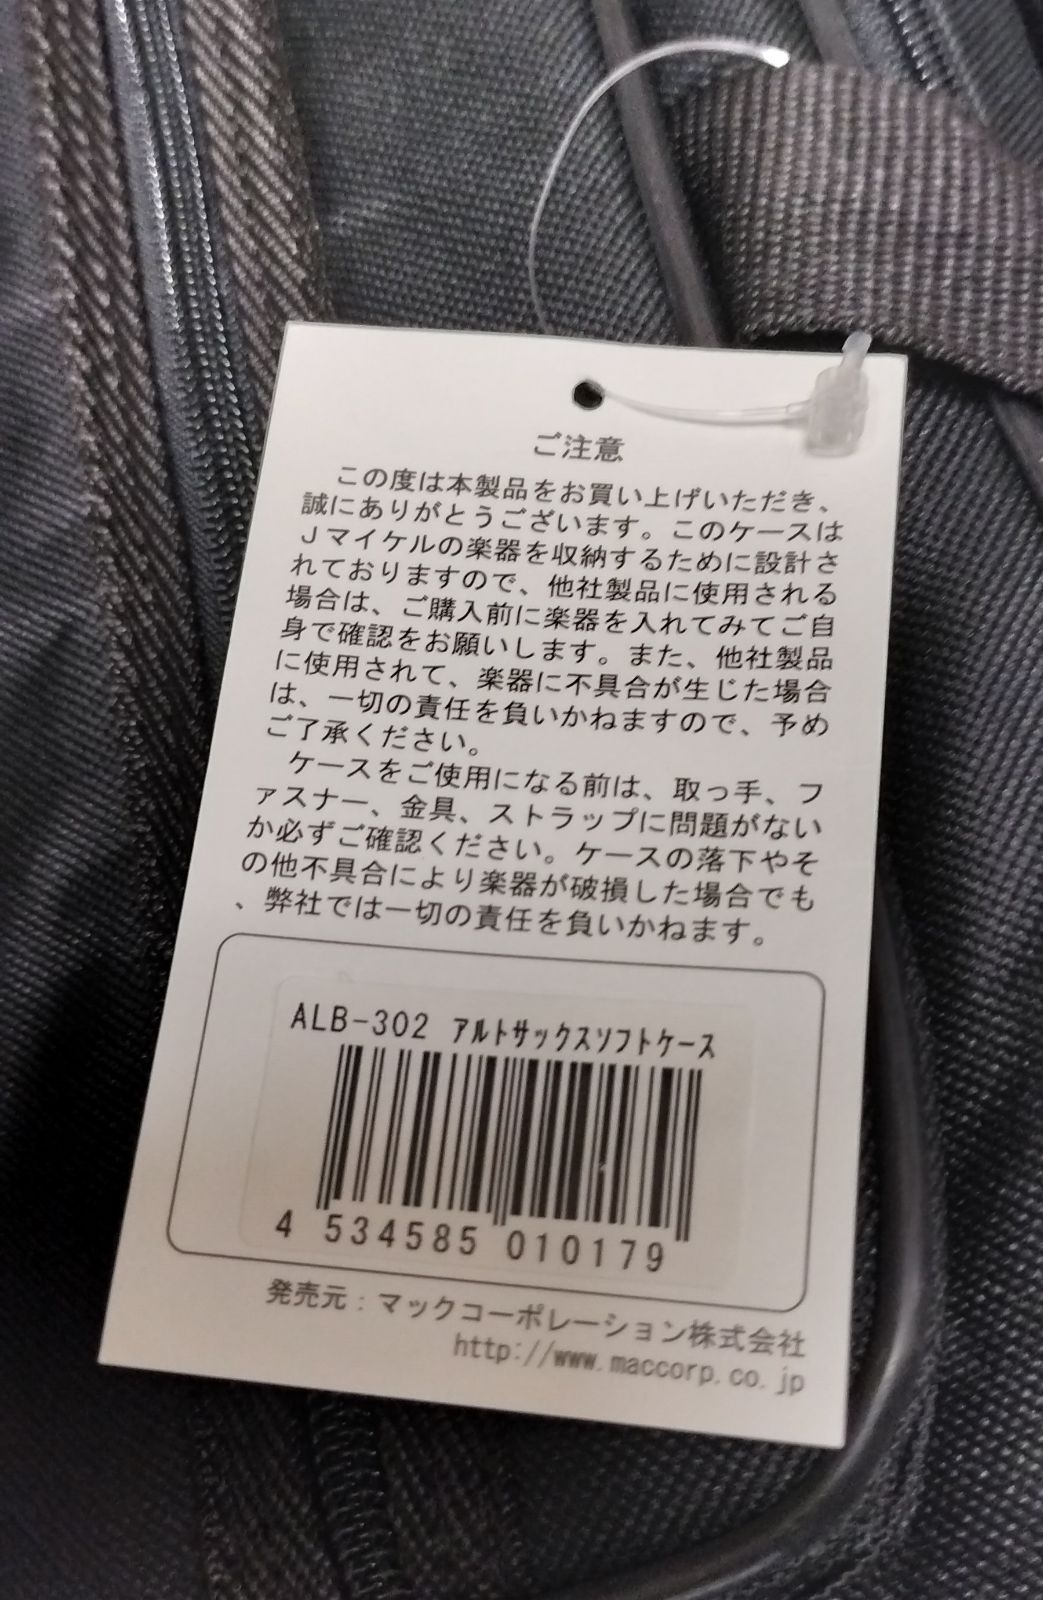 ご注意
この度は本製品をお買い上げいただき、
誠にありがとうございます。このケースは
Jマイケルの楽器を収納するために設計さ
れておりますので、他社製品に使用される
場合は、ご購入前に楽器を入れてみてご自
身で確認をお願いします。また、他社製品
に使用されて、楽器に不具合が生じた場合
は、一切の責任を負いかねますので、予め
ご了承ください。
ケースをご使用になる前は、取っ手、フ
ァスナー、金具、ストラップに問題がない
か必ずご確認ください。ケースの落下やそ
の他不具合により楽器が破損した場合でも
、弊社では一切の責任を負いかねます。
ALB-302 アルトサックスソフトケース
4 534585 010179
発売元：マックコーポレーション株式会社
http://www.maccorp.co.jp